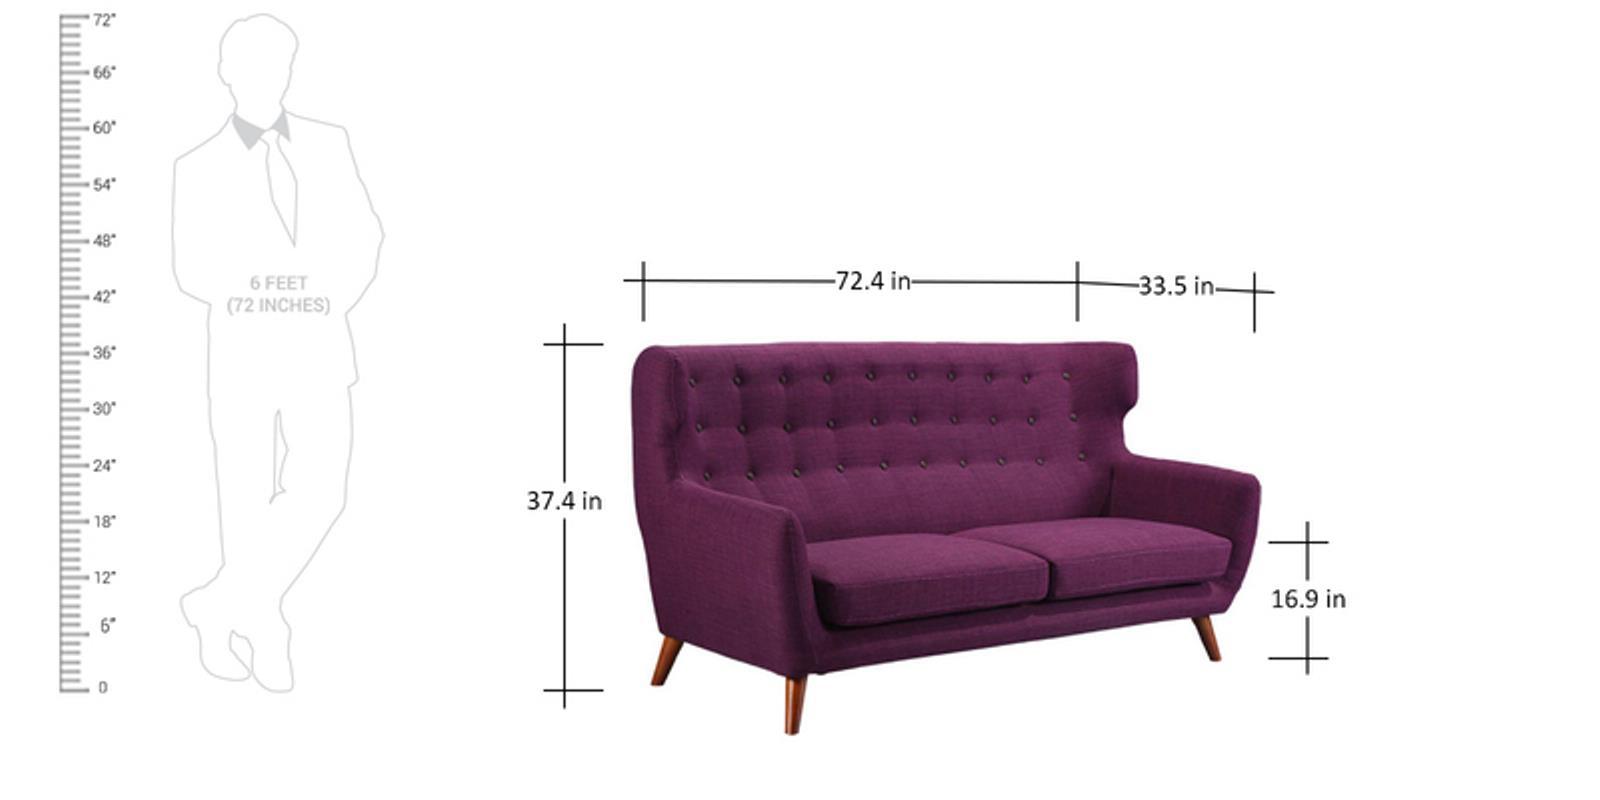 72"
66"
60"
54"
48"
42"
36"
30"
24"
18"
12"
6"
0
6 FEET
(72 INCHES)
72.4 in
33.5 in
37.4 in
16.9 in